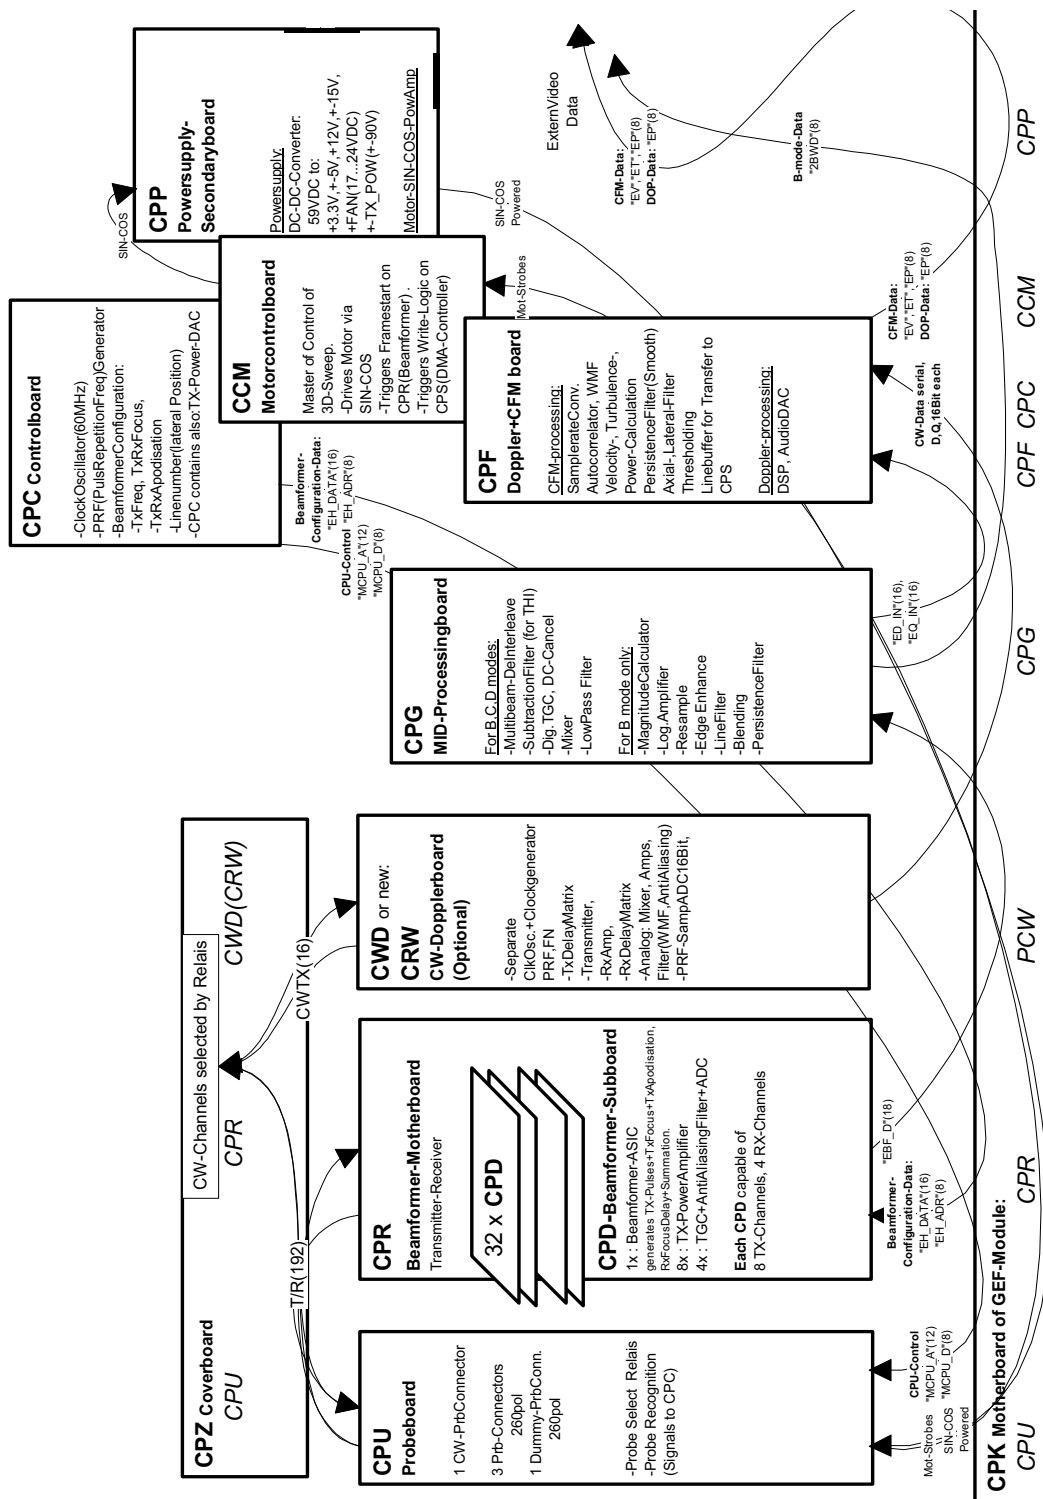 CPZ Coverboard
CPU
CPR
CWD(CRW)
CW-Channels selected by Relais
T/R(192)
CWTX(16)
CPU
Probeboard
1 CW-PrbConnector
3 Prb-Connectors
260pol
1 Dummy-PrbConn.
260pol
-Probe Select Relais
-Probe Recognition
(Signals to CPC)
CPR
Beamformer-Motherboard
Transmitter-Receiver
32 x CPD
CPD-Beamformer-Subboard
1x : Beamformer-ASIC
generates TX-Pulses+TxFocus+TxApodisation,
RxFocusDelay+Summation.
8x : TX-PowerAmplifier
4x : TGC+AntiAliasingFilter+ADC
Each CPD capable of
8 TX-Channels, 4 RX-Channels
CWD or new:
CRW
CW-Dopplerboard
(Optional)
-Separate
ClkOsc.+Clockgenerator
PRF,FN
-TxDelayMatrix
-Transmitter,
-RxAmp,
-RxDelayMatrix
-Analog: Mixer, Amps,
Filter(WMF,AntiAliasing)
-PRF-SampADC16Bit,
CPG
MID-Processingboard
For B,C,D modes:
-Multibeam-DeInterleave
-SubtractionFilter (for THI)
-Dig.TGC, DC-Cancel
-Mixer
-LowPass Filter
For B mode only:
-MagnitudeCalculator
-Log.Amplifier
-Resample
-Edge Enhance
-LineFilter
-Blending
-PersistenceFilter
CPC Controlboard
-ClockOscillator(60MHz)
-PRF(PulsRepetitionFreq)Generator
-BeamformerConfiguration:
-TxFreq, TxRxFocus,
-TxRxApodisation
-Linenumber(lateral Position)
-CPC contains also:TX-Power-DAC
Beamformer-
Configuration-Data:
"EH_DATA"(16)
"EH_ADR"(8)
CPU-Control
"MCPU_A"(12)
"MCPU_D"(8)
CCM
Motorcontrolboard
Master of Control of
3D-Sweep.
-Drives Motor via
SIN-COS
-Triggers Framestart on
CPR(Beamformer) .
-Triggers Write-Logic on
CPS(DMA-Controller)
CPP
Powersupply-
Secondaryboard
Powersupply:
DC-DC-Converter:
59VDC to:
+3.3V,+-5V,+12V,+-15V,
+FAN(17...24VDC)
+-TX_POW(+-90V)
Motor-SIN-COS-PowAmp
SIN-COS
SIN-COS
Powered
Mot-Strobes
CPF
Doppler+CFM board
CFM-processing:
SamplerateConv.
Autocorrelator, WMF
Velocity-, Turbulence-,
Power-Calculation
PersistenceFilter(Smooth)
Axial-,Lateral-Filter
Thresholding
Linebuffer for Transfer to
CPS
Doppler-processing:
DSP, AudioDAC
ExternVideo
Data
CFM-Data:
"EV","ET","EP"(8)
DOP-Data: "EP"(8)
B-mode-Data
"2BWD"(8)
CFM-Data:
"EV","ET","EP"(8)
DOP-Data: "EP"(8)
CW-Data serial,
D,Q,16Bit each
"ED_IN"(16),
"EQ_IN"(16)
"EBF_D"(18)
Beamformer-
Configuration-Data:
"EH_DATA"(16)
"EH_ADR"(8)
CPU-Control
"MCPU_A"(12)
"MCPU_D"(8)
Mot-Strobes
SIN-COS
Powered
CPK Motherboard of GEF-Module:
CPU
CPR
PCW
CPG
CPF
CPC
CCM
CPP